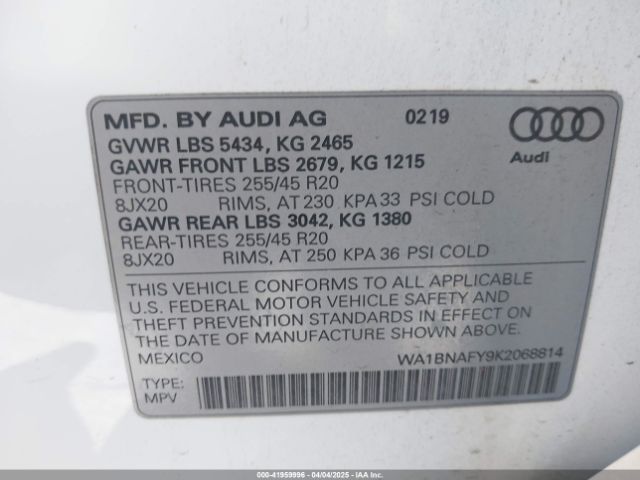 MFD. BY AUDI AG 0219
GVWR LBS 5434, KG 2465
GAWR FRONT LBS 2679, KG 1215
Audi
FRONT-TIRES 255/45 R20
8JX20 RIMS, AT 230 KPA 33 PSI COLD
GAWR REAR LBS 3042, KG 1380
REAR-TIRES 255/45 R20
8JX20 RIMS, AT 250 KPA 36 PSI COLD
THIS VEHICLE CONFORMS TO ALL APPLICABLE
U.S. FEDERAL MOTOR VEHICLE SAFETY AND
THEFT PREVENTION STANDARDS IN EFFECT ON
THE DATE OF MANUFACTURE SHOWN ABOVE.
MEXICO WA1BNAFY9K2068814
TYPE:
MPV
000-41959996 - 04/04/2025 - IAAI.COM